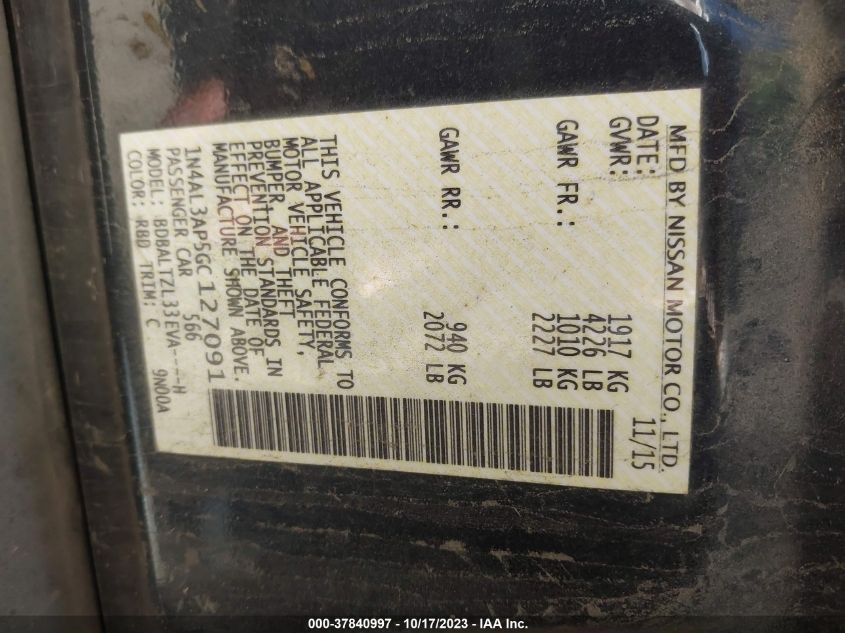 MFD BY NISSAN MOTOR CO., LTD.
DATE: 11/15
GVWR: 1917 KG
4226 LB
GAWR FR.: 1010 KG
2227 LB
GAWR RR.: 940 KG
2072 LB
THIS VEHICLE CONFORMS TO
ALL APPLICABLE FEDERAL
MOTOR VEHICLE SAFETY,
BUMPER, AND THEFT
PREVENTION STANDARDS IN
EFFECT ON THE DATE OF
MANUFACTURE SHOWN ABOVE.
1N4AL3AP5GC127091
PASSENGER CAR 566
MODEL: BDBALTZL33EVA----H
COLOR: RBD TRIM: C 9N00A
000-37840997 - 10/17/2023 - IAA Inc.